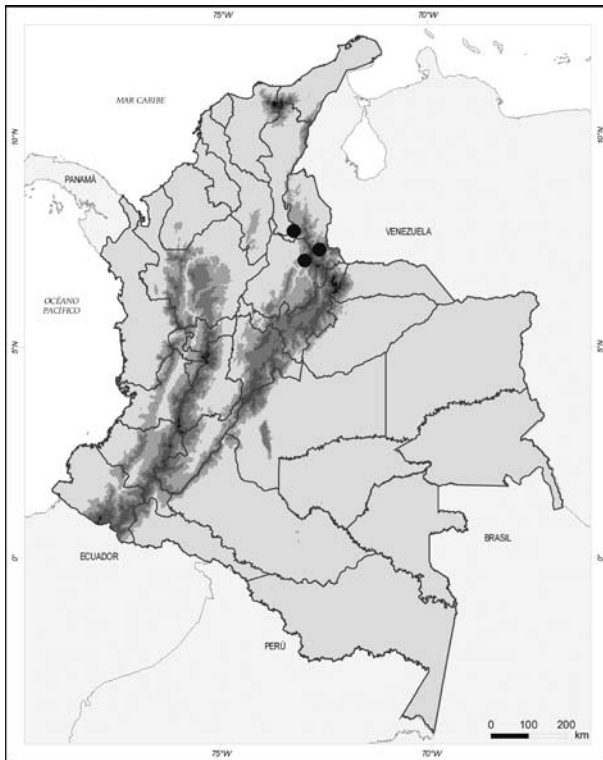 75°W 70°W
MAR CARIBE
10°N
10°N
PANAMÁ
VENEZUELA
OCÉANO
PACÍFICO
5°N
5°N
0°
0°
ECUADOR
BRASIL
PERÚ
0 100 200
km
75°W 70°W